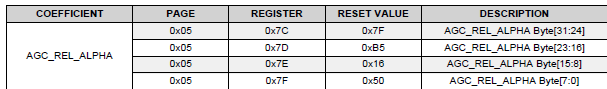 COEFFICIENT PAGE REGISTER RESET VALUE DESCRIPTION
AGC_REL_ALPHA
0x05 0x7C 0x7F AGC_REL_ALPHA Byte[31:24]
0x05 0x7D 0xB5 AGC_REL_ALPHA Byte[23:16]
0x05 0x7E 0x16 AGC_REL_ALPHA Byte[15:8]
0x05 0x7F 0x50 AGC_REL_ALPHA Byte[7:0]